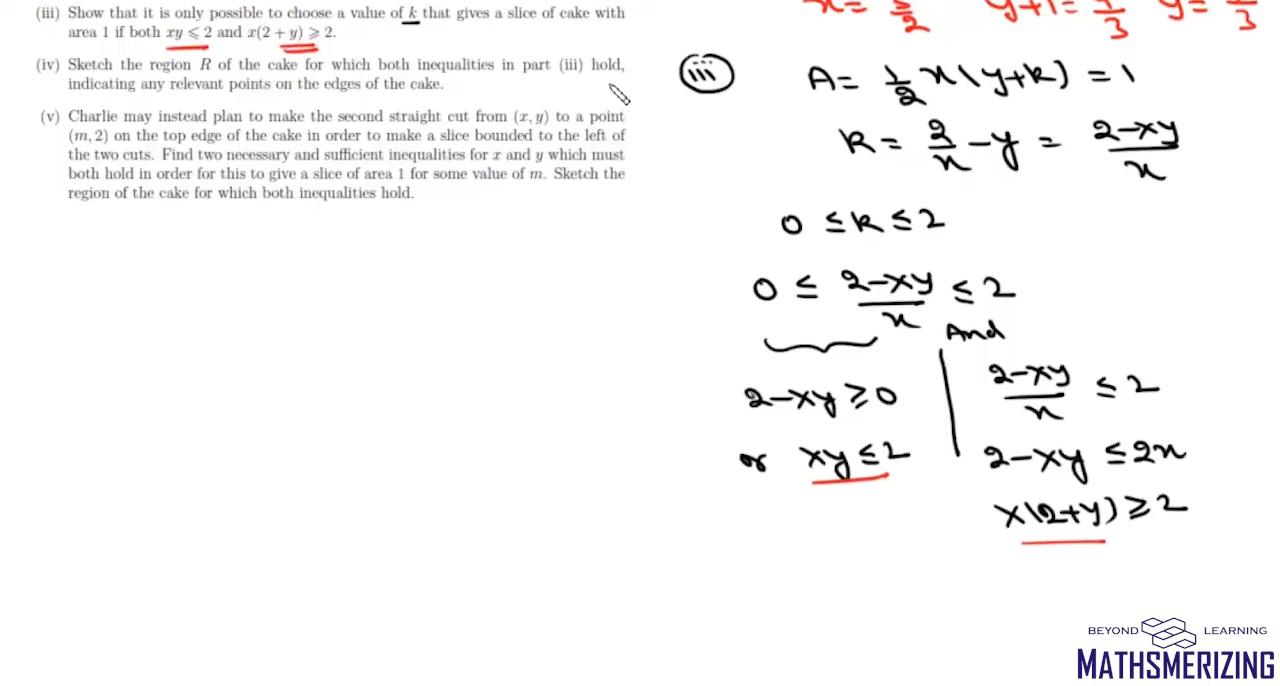 (iii) Show that it is only possible to choose a value of k that gives a slice of cake with
area 1 if both xy ⩽ 2 and x(2 + y) ⩾ 2.
(iv) Sketch the region R of the cake for which both inequalities in part (iii) hold,
indicating any relevant points on the edges of the cake.
(v) Charlie may instead plan to make the second straight cut from (x, y) to a point
(m, 2) on the top edge of the cake in order to make a slice bounded to the left of
the two cuts. Find two necessary and sufficient inequalities for x and y which must
both hold in order for this to give a slice of area 1 for some value of m. Sketch the
region of the cake for which both inequalities hold.
(iii) A = 1/2 x(y+k) = 1
k = 2/x - y = (2-xy)/x
0 ≤ k ≤ 2
0 ≤ (2-xy)/x ≤ 2
And
2-xy ≥ 0
or xy ≤ 2
(2-xy)/x ≤ 2
2-xy ≤ 2x
x(2+y) ≥ 2
BEYOND LEARNING
MATHSMERIZING